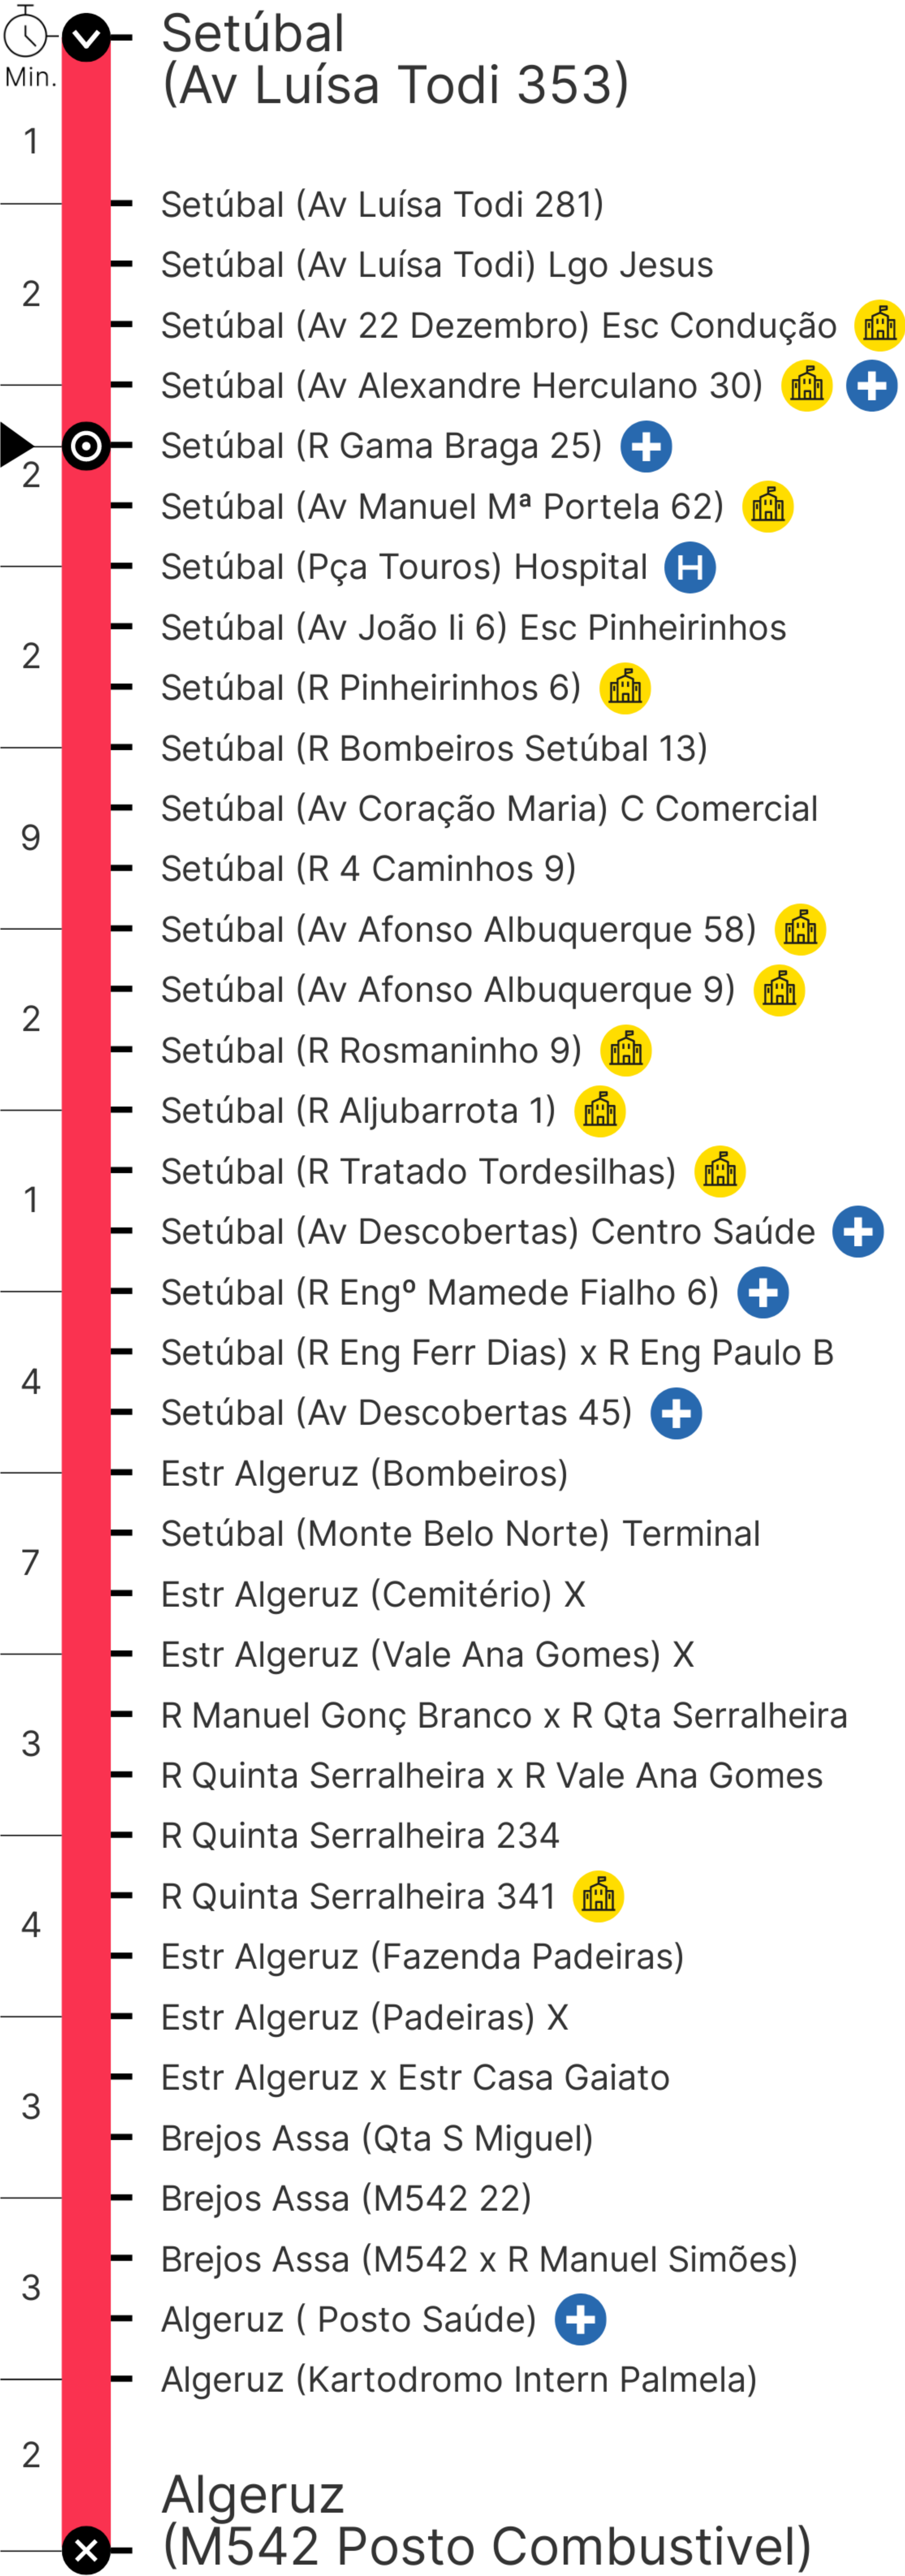 Setúbal
(Av Luísa Todi 353)
Min.
1
Setúbal (Av Luísa Todi 281)
Setúbal (Av Luísa Todi) Lgo Jesus
2
Setúbal (Av 22 Dezembro) Esc Condução
Setúbal (Av Alexandre Herculano 30)
Setúbal (R Gama Braga 25)
2
Setúbal (Av Manuel Mª Portela 62)
Setúbal (Pça Touros) Hospital H
Setúbal (Av João Ii 6) Esc Pinheirinhos
2
Setúbal (R Pinheirinhos 6)
Setúbal (R Bombeiros Setúbal 13)
Setúbal (Av Coração Maria) C Comercial
9
Setúbal (R 4 Caminhos 9)
Setúbal (Av Afonso Albuquerque 58)
Setúbal (Av Afonso Albuquerque 9)
2
Setúbal (R Rosmaninho 9)
Setúbal (R Aljubarrota 1)
Setúbal (R Tratado Tordesilhas)
1
Setúbal (Av Descobertas) Centro Saúde
Setúbal (R Engº Mamede Fialho 6)
Setúbal (R Eng Ferr Dias) x R Eng Paulo B
4
Setúbal (Av Descobertas 45)
Estr Algeruz (Bombeiros)
Setúbal (Monte Belo Norte) Terminal
7
Estr Algeruz (Cemitério) X
Estr Algeruz (Vale Ana Gomes) X
R Manuel Gonç Branco x R Qta Serralheira
3
R Quinta Serralheira x R Vale Ana Gomes
R Quinta Serralheira 234
R Quinta Serralheira 341
4
Estr Algeruz (Fazenda Padeiras)
Estr Algeruz (Padeiras) X
Estr Algeruz x Estr Casa Gaiato
3
Brejos Assa (Qta S Miguel)
Brejos Assa (M542 22)
Brejos Assa (M542 x R Manuel Simões)
3
Algeruz ( Posto Saúde)
Algeruz (Kartodromo Intern Palmela)
2
Algeruz
(M542 Posto Combustivel)